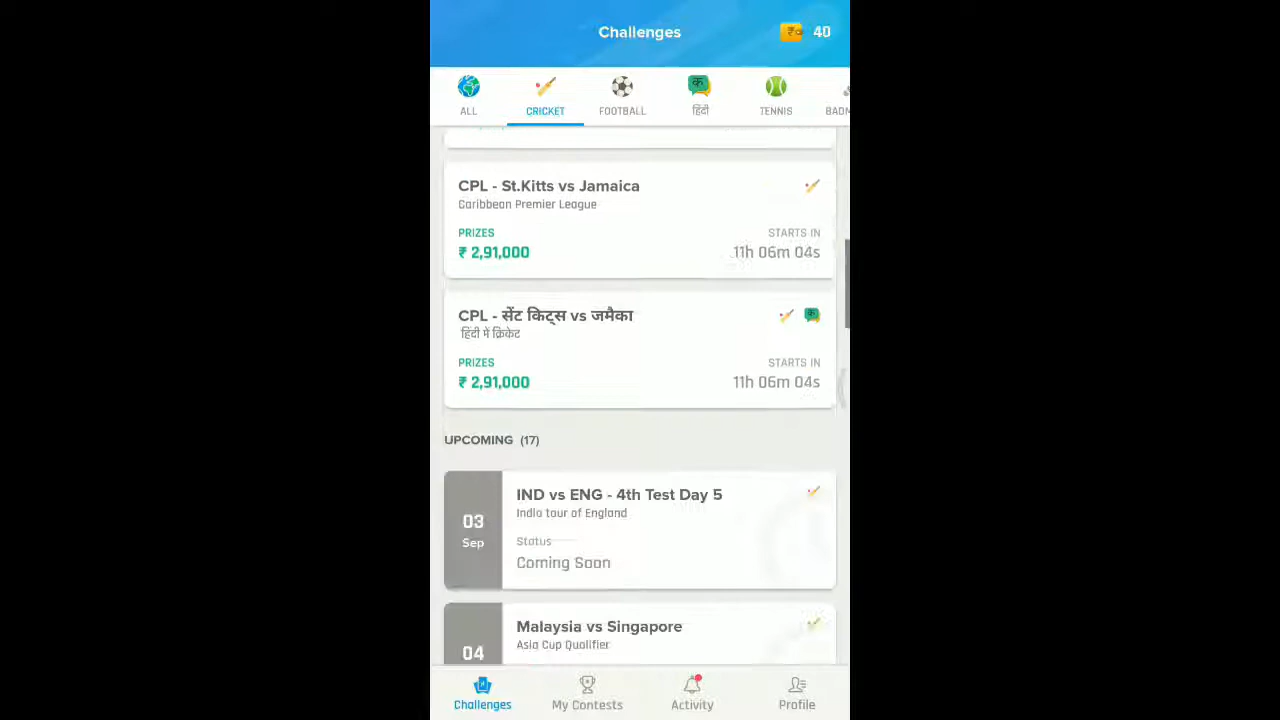 Challenges
40
ALL
CRICKET
FOOTBALL
हिंदी
TENNIS
CPL - St.Kitts vs Jamaica
Caribbean Premier League
PRIZES
STARTS IN
₹ 2,91,000
11h 06m 04s
CPL - सेंट किट्स vs जमैका
हिंदी में क्रिकेट
PRIZES
STARTS IN
₹ 2,91,000
11h 06m 04s
UPCOMING (17)
03
Sep
IND vs ENG - 4th Test Day 5
India tour of England
Status
Coming Soon
04
Malaysia vs Singapore
Asia Cup Qualifier
Challenges
My Contests
Activity
Profile